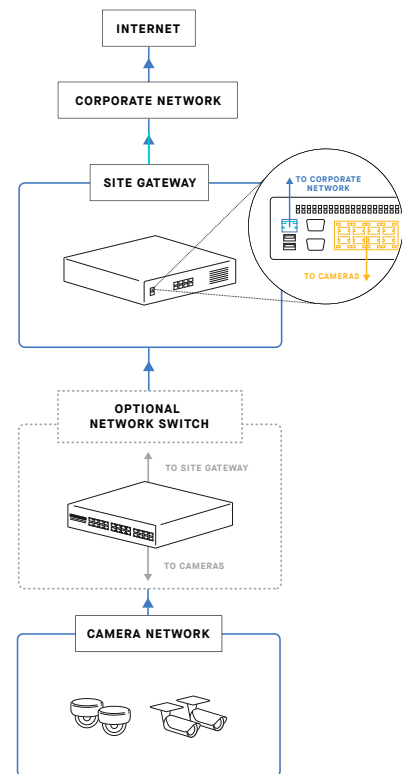 INTERNET
CORPORATE NETWORK
SITE GATEWAY
TO CORPORATE
NETWORK
TO CAMERAS
OPTIONAL
NETWORK SWITCH
TO SITE GATEWAY
TO CAMERAS
CAMERA NETWORK